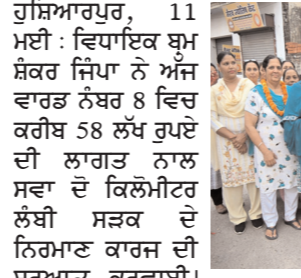 ਹੁਸ਼ਿਆਰਪੁਰ, 11
ਮਈ : ਵਿਧਾਇਕ ਬ੍ਰਮ
ਸ਼ੰਕਰ ਜਿੰਪਾ ਨੇ ਅੱਜ
ਵਾਰਡ ਨੰਬਰ 8 ਵਿਚ
ਕਰੀਬ 58 ਲੱਖ ਰੁਪਏ
ਦੀ ਲਾਗਤ ਨਾਲ
ਸਵਾ ਦੋ ਕਿਲੋਮੀਟਰ
ਲੰਬੀ ਸੜਕ ਦੇ
ਨਿਰਮਾਣ ਕਾਰਜ ਦੀ